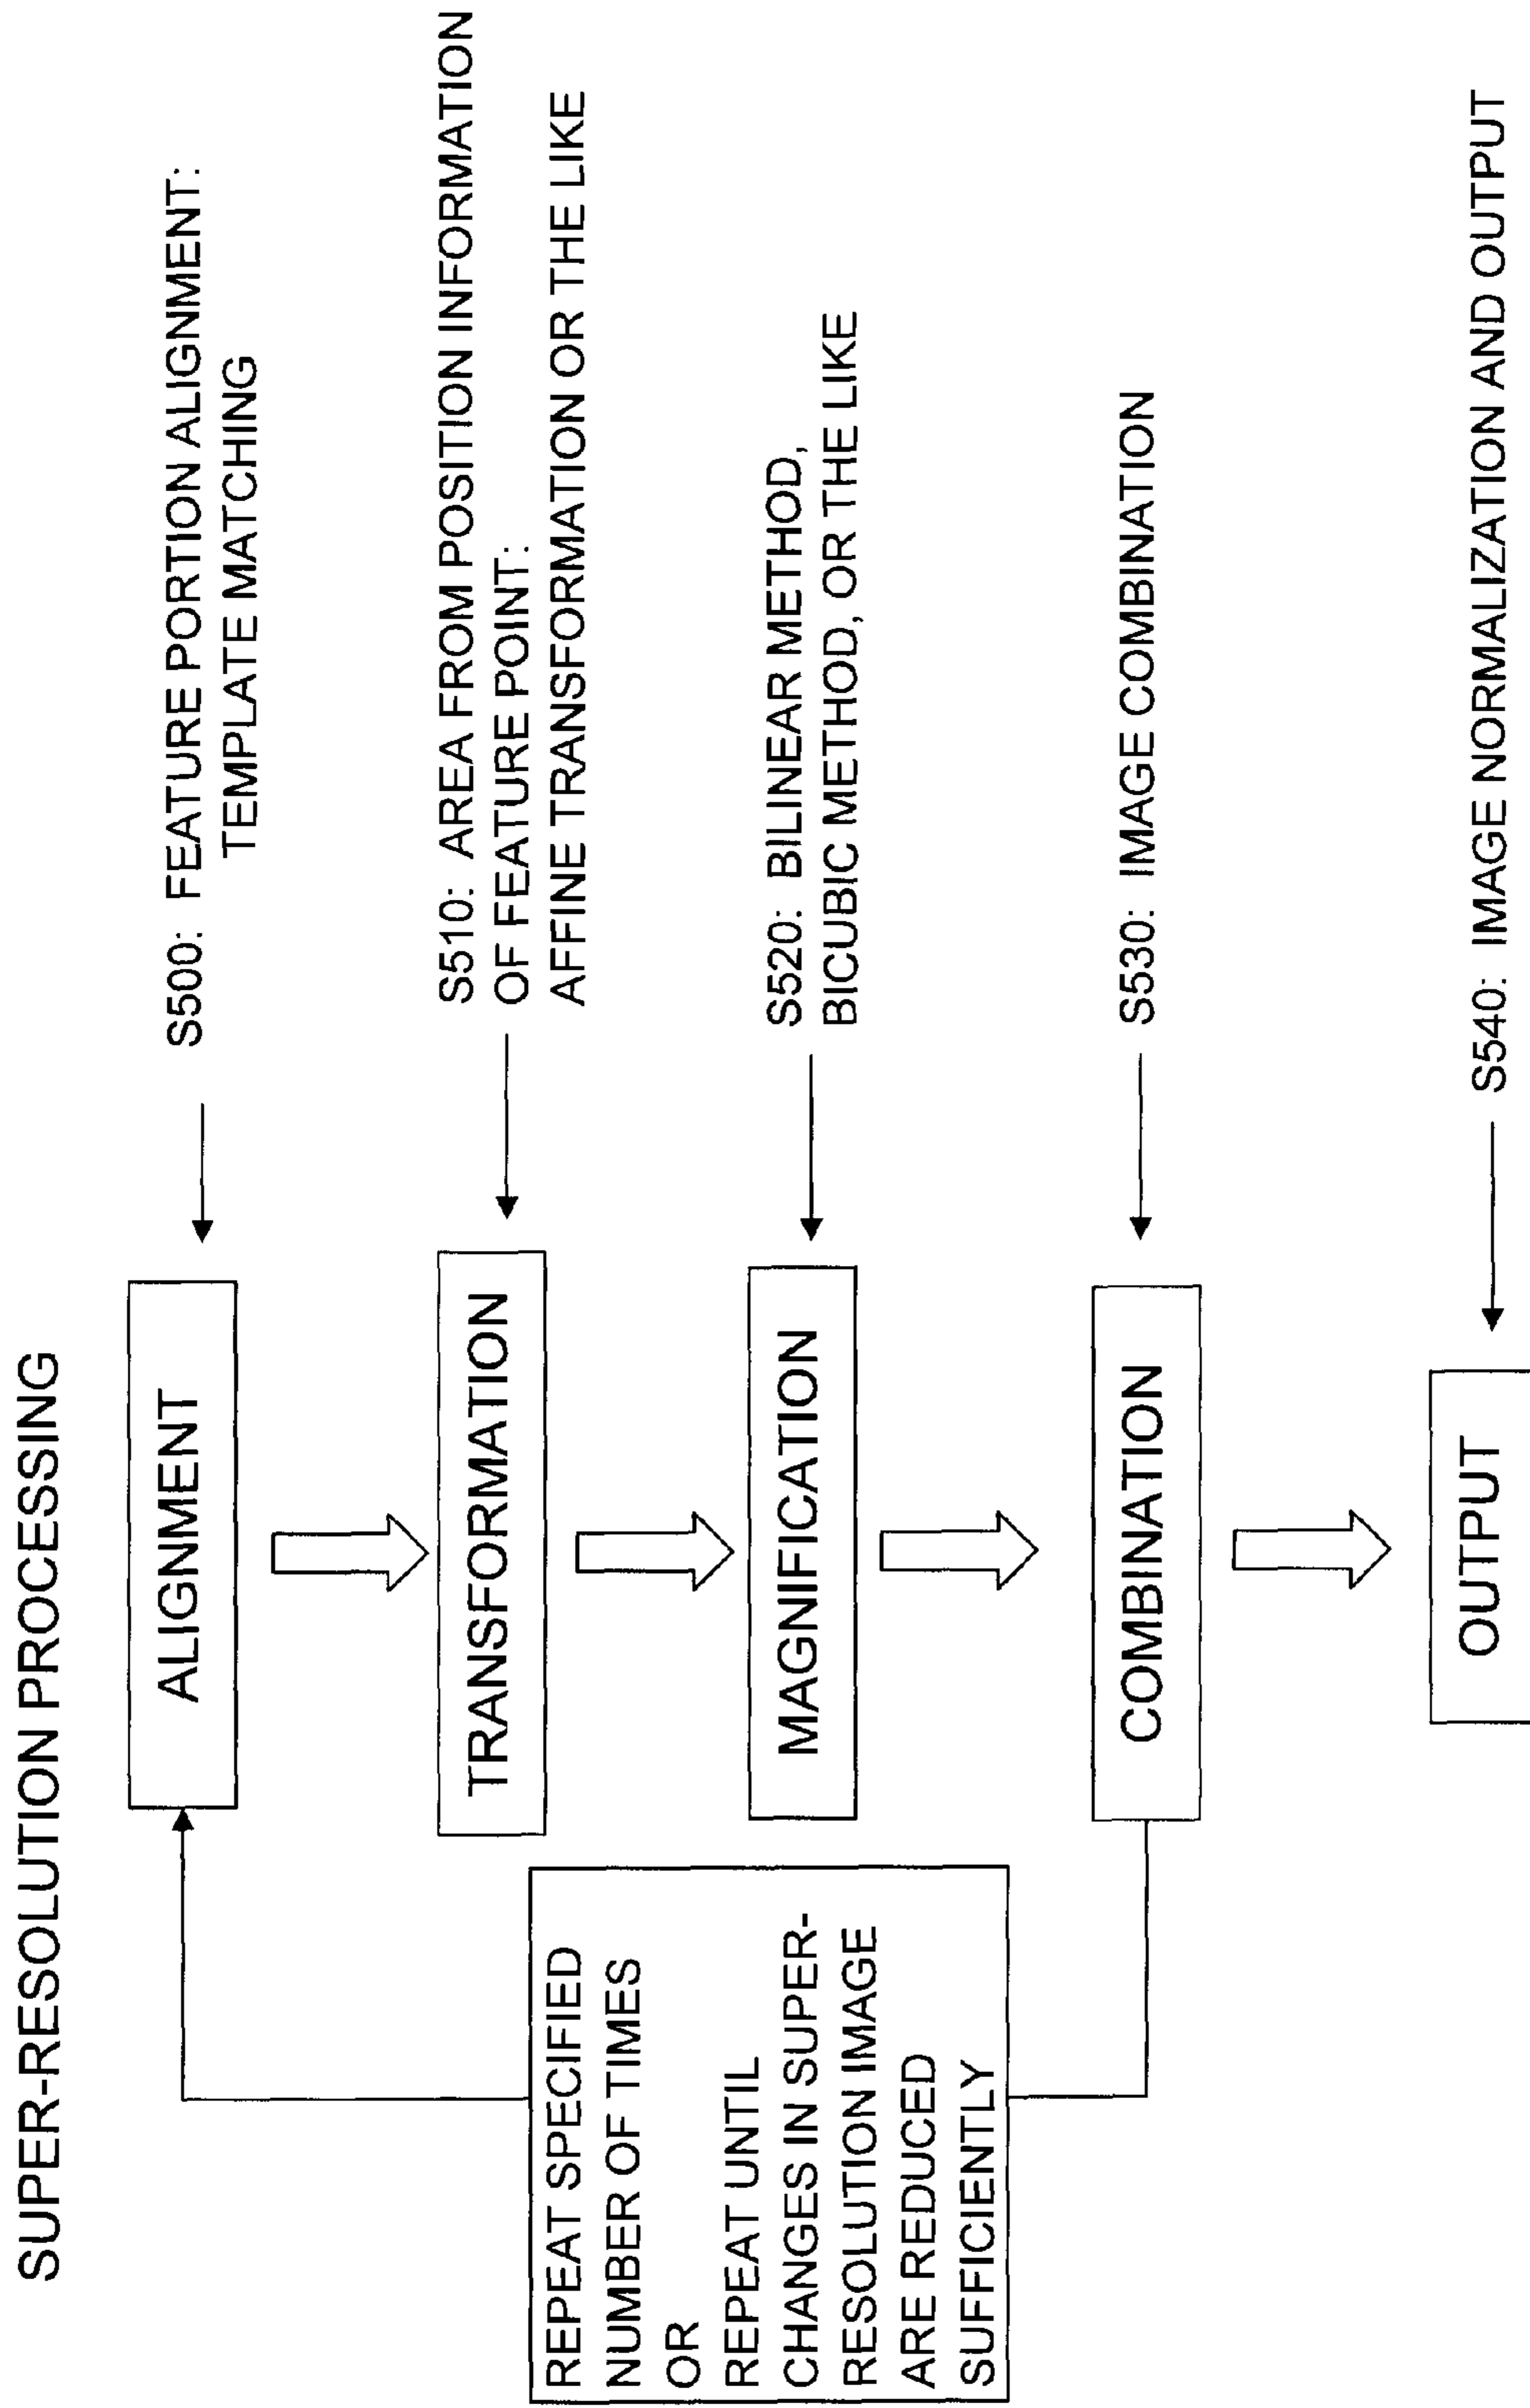 SUPER-RESOLUTION PROCESSING
ALIGNMENT
S500: FEATURE PORTION ALIGNMENT:
TEMPLATE MATCHING
TRANSFORMATION
S510: AREA FROM POSITION INFORMATION
OF FEATURE POINT:
AFFINE TRANSFORMATION OR THE LIKE
REPEAT SPECIFIED
NUMBER OF TIMES
OR
REPEAT UNTIL
CHANGES IN SUPER-
RESOLUTION IMAGE
ARE REDUCED
SUFFICIENTLY
MAGNIFICATION
S520: BILINEAR METHOD,
BICUBIC METHOD, OR THE LIKE
COMBINATION
S530: IMAGE COMBINATION
OUTPUT
S540: IMAGE NORMALIZATION AND OUTPUT